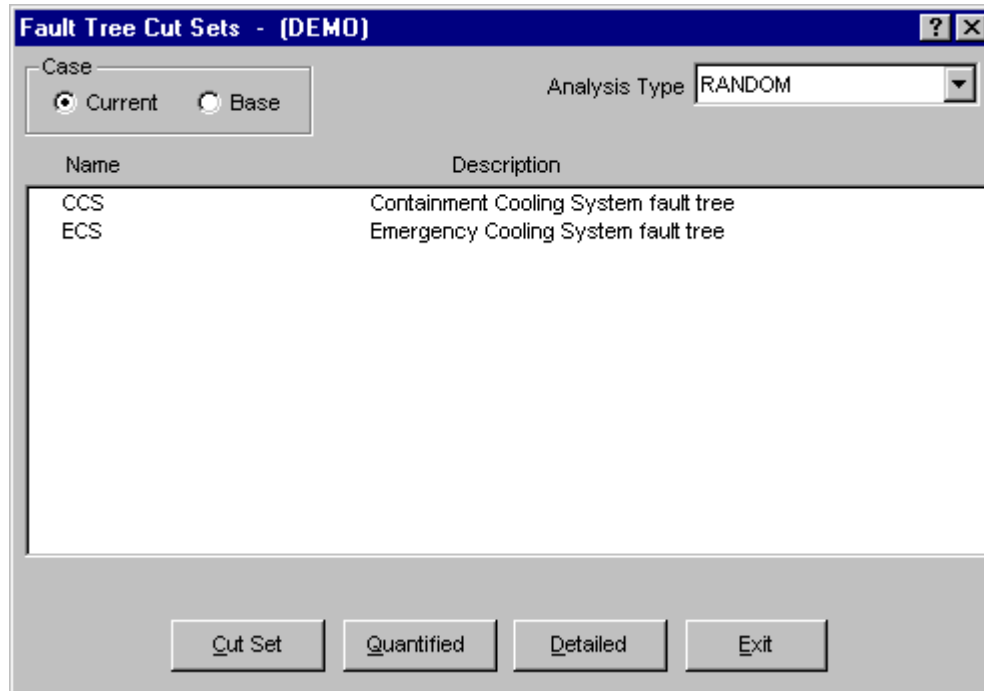 Fault Tree Cut Sets - (DEMO)
Case
Current Base
Analysis Type RANDOM
Name Description
CCS Containment Cooling System fault tree
ECS Emergency Cooling System fault tree
Cut Set Quantified Detailed Exit